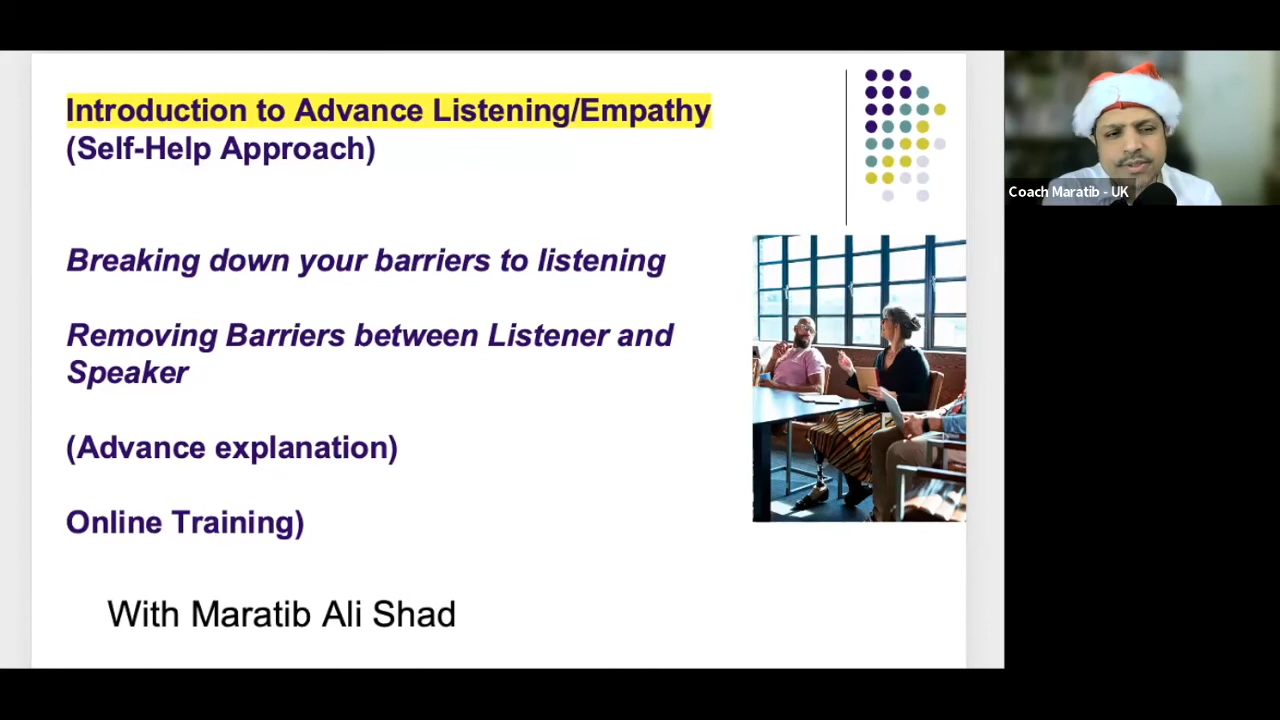 Introduction to Advance Listening/Empathy
(Self-Help Approach)
Breaking down your barriers to listening
Removing Barriers between Listener and
Speaker
(Advance explanation)
Online Training)
With Maratib Ali Shad
Coach Maratib - UK